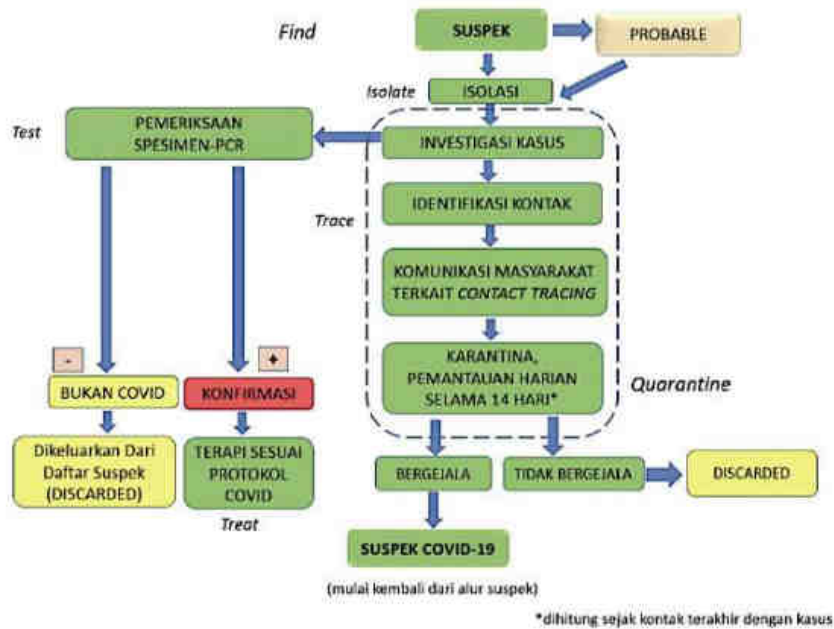 Find
SUSPEK
PROBABLE
Isolate
ISOLASI
Test
PEMERIKSAAN
SPESIMEN-PCR
INVESTIGASI KASUS
IDENTIFIKASI KONTAK
Trace
KOMUNIKASI MASYARAKAT
TERKAIT CONTACT TRACING
KARANTINA,
PEMANTAUAN HARIAN
SELAMA 14 HARI*
Quarantine
-
+
BUKAN COVID
KONFIRMASI
Dikeluarkan Dari
Daftar Suspek
(DISCARDED)
TERAPI SESUAI
PROTOKOL
COVID
Treat
BERGEJALA
TIDAK BERGEJALA
DISCARDED
SUSPEK COVID-19
(mulai kembali dari alur suspek)
*dihitung sejak kontak terakhir dengan kasus